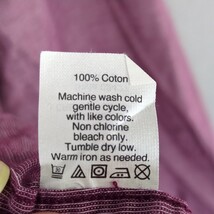 100% Coton
Machine wash cold
gentle cycle,
with like colors.
Non chlorine
bleach only.
Tumble dry low.
Warm iron as needed.